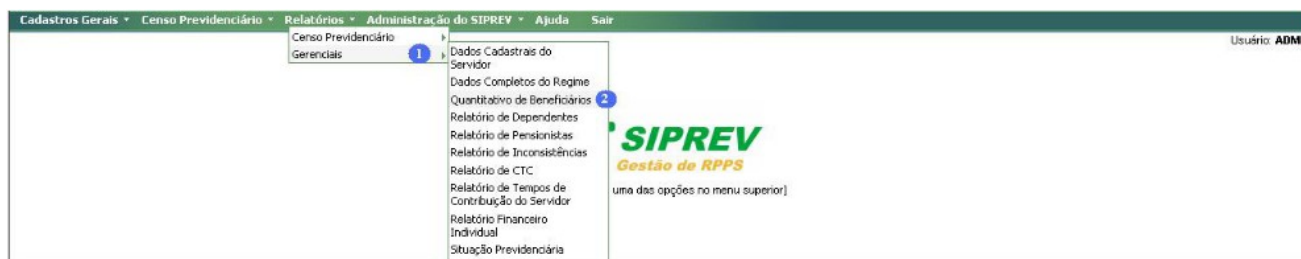 Cadastros Gerais Censo Previdenciário Relatórios Administração do SIPREV Ajuda Sair
Usuário: ADM
Censo Previdenciário
Gerenciais 1
Dados Cadastrais do
Servidor
Dados Completos do Regime
Quantitativo de Beneficiários 2
Relatório de Dependentes
Relatório de Pensionistas
Relatório de Inconsistências
Relatório de CTC
Relatório de Tempos de
Contribuição do Servidor
Relatório Financeiro
Individual
Situação Previdenciária
SIPREV
Gestão de RPPS
uma das opções no menu superior]